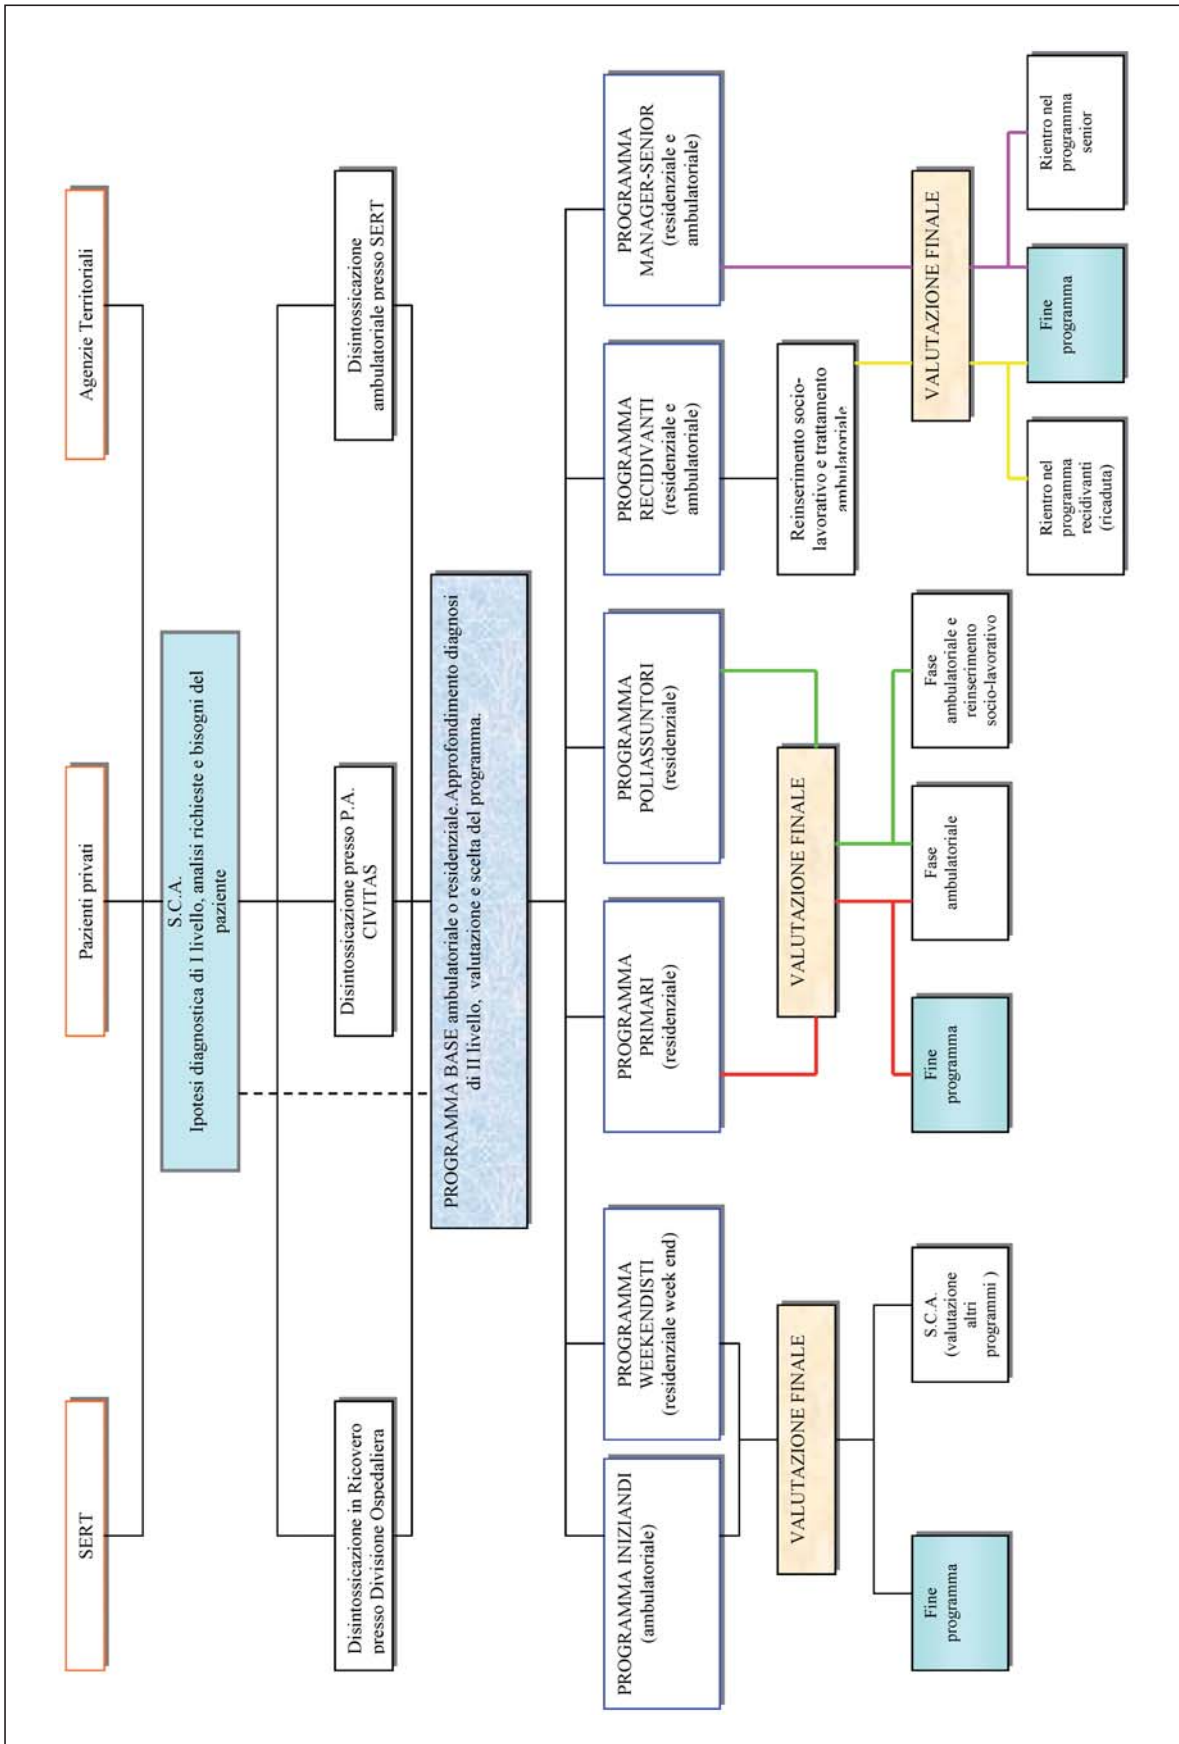 SERT
Pazienti privati
Agenzie Territoriali
S.C.A.
Ipotesi diagnostica di I livello, analisi richieste e bisogni del
paziente
Disintossicazione in Ricovero
presso Divisione Ospedaliera
Disintossicazione presso P.A.
CIVITAS
Disintossicazione
ambulatoriale presso SERT
PROGRAMMA BASE ambulatoriale o residenziale.Approfondimento diagnosi
di II livello, valutazione e scelta del programma.
PROGRAMMA INIZIANDI
(ambulatoriale)
PROGRAMMA
WEEKENDISTI
(residenziale week end)
PROGRAMMA
PRIMARI
(residenziale)
PROGRAMMA
POLIASSUNTORI
(residenziale)
PROGRAMMA
RECIDIVANTI
(residenziale e
ambulatoriale)
PROGRAMMA
MANAGER-SENIOR
(residenziale e
ambulatoriale)
VALUTAZIONE FINALE
VALUTAZIONE FINALE
Reinserimento socio-
lavorativo e trattamento
ambulatoriale
VALUTAZIONE FINALE
Fine
programma
S.C.A.
(valutazione
altri
programmi )
Fine
programma
Fase
ambulatoriale
Fase
ambulatoriale e
reinserimento
socio-lavorativo
Rientro nel
programma
recidivanti
(ricaduta)
Fine
programma
Rientro nel
programma
senior